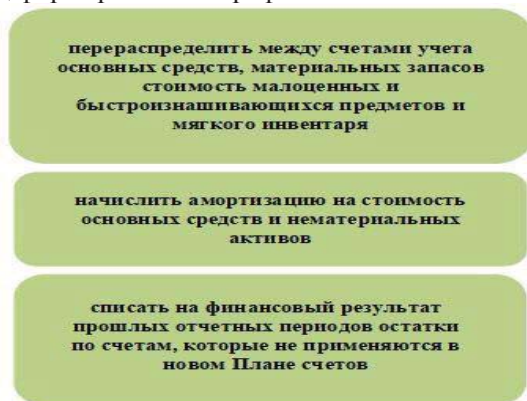 перераспределить между счетами учета
основных средств, материальных запасов
стоимость малоценных и
быстроизнашивающихся предметов и
мягкого инвентаря
начислить амортизацию на стоимость
основных средств и нематериальных
активов
списать на финансовый результат
прошлых отчетных периодов остатки
по счетам, которые не применяются в
новом Плане счетов